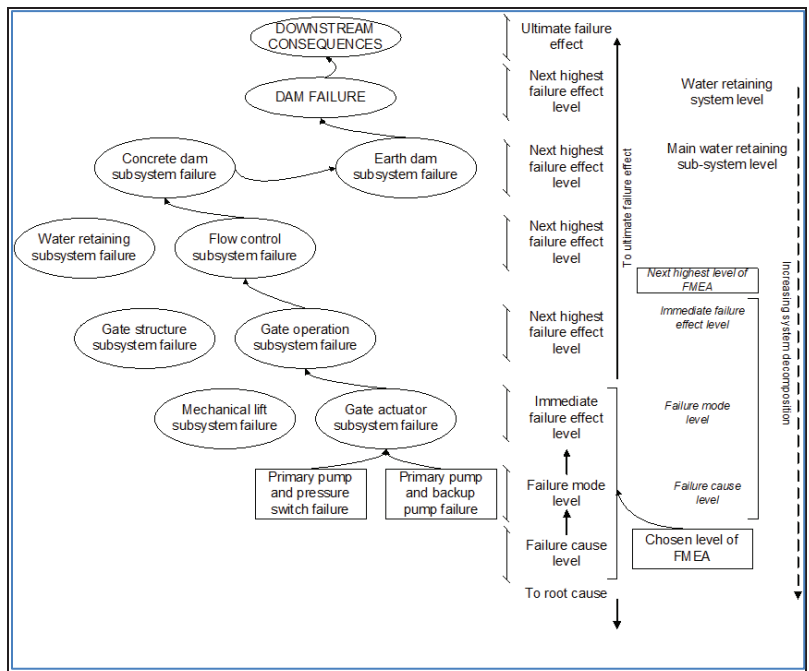 DOWNSTREAM
CONSEQUENCES
Ultimate failure
effect
DAM FAILURE
Next highest
failure effect
level
Water retaining
system level
Concrete dam
subsystem failure
Earth dam
subsystem failure
Next highest
failure effect
level
Main water retaining
sub-system level
Water retaining
subsystem failure
Flow control
subsystem failure
Next highest
failure effect
level
To ultimate failure effect
Next highest level of
FMEA
Gate structure
subsystem failure
Gate operation
subsystem failure
Next highest
failure effect
level
Immediate failure
effect level
Increasing system decomposition
Mechanical lift
subsystem failure
Gate actuator
subsystem failure
Immediate
failure effect
level
Failure mode
level
Primary pump
and pressure
switch failure
Primary pump
and backup
pump failure
Failure mode
level
Failure cause
level
Failure cause
level
Chosen level of
FMEA
To root cause